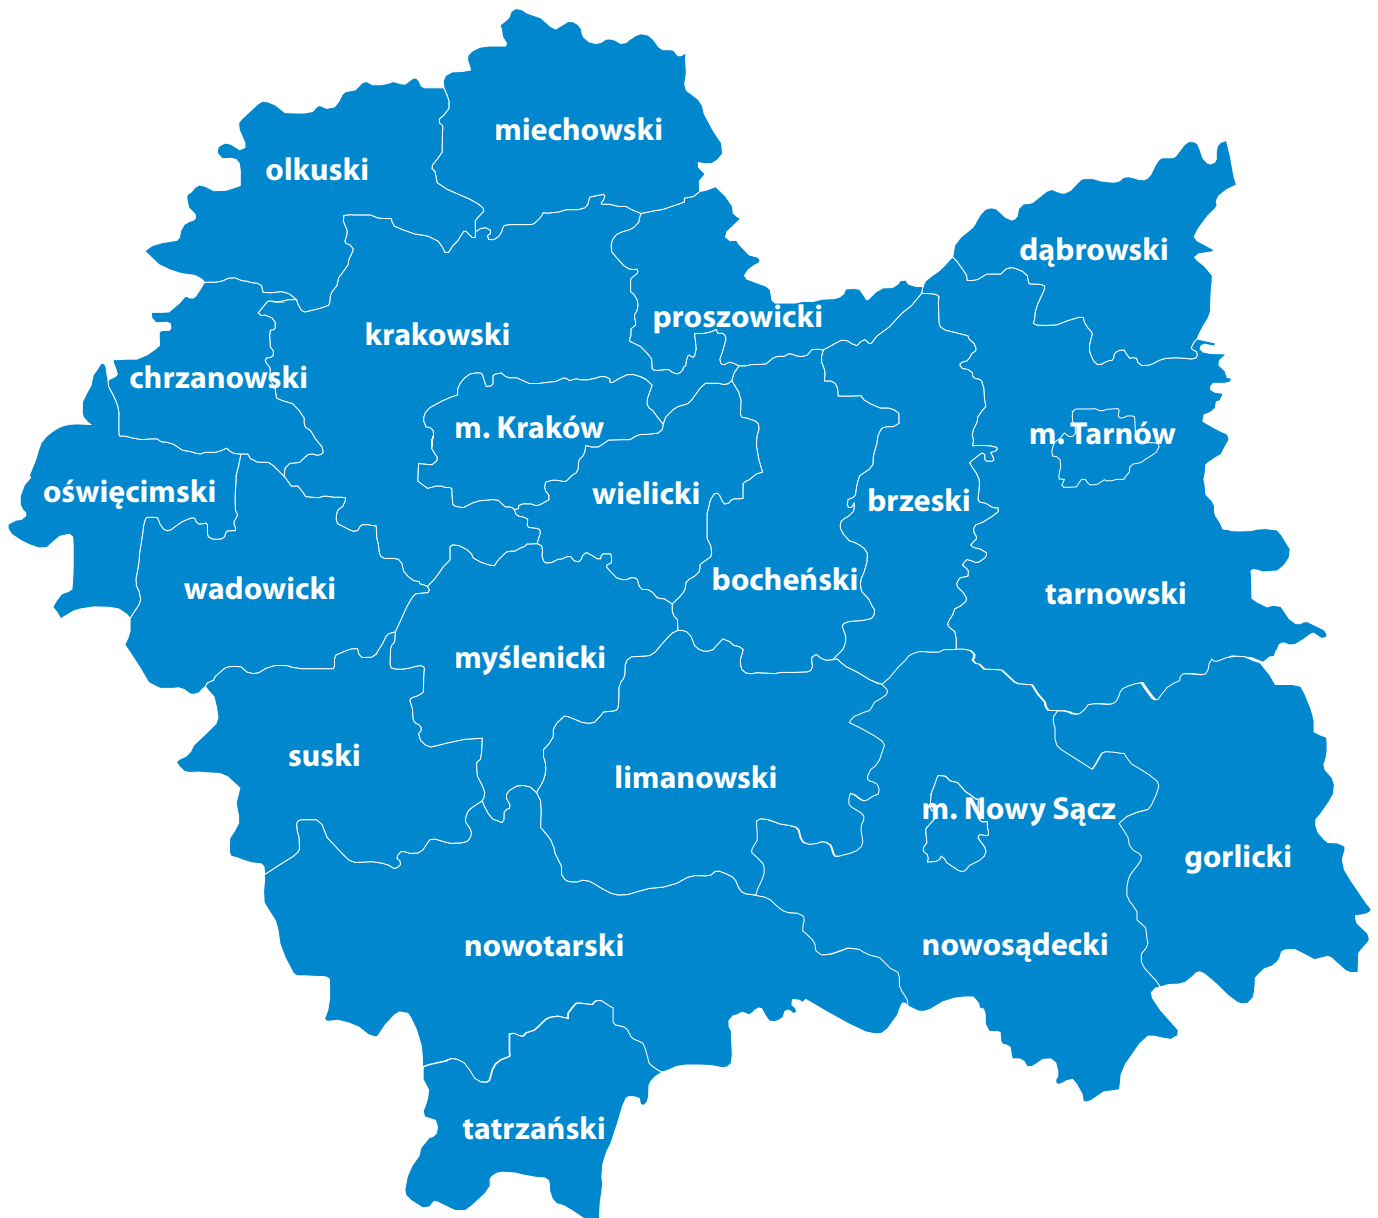 miechowski
olkuski
dąbrowski
proszowicki
krakowski
chrzanowski
m. Kraków
m. Tarnów
oświęcimski
wielicki
brzeski
bocheński
wadowicki
tarnowski
myślenicki
suski
limanowski
m. Nowy Sącz
gorlicki
nowotarski
nowosądecki
tatrzański